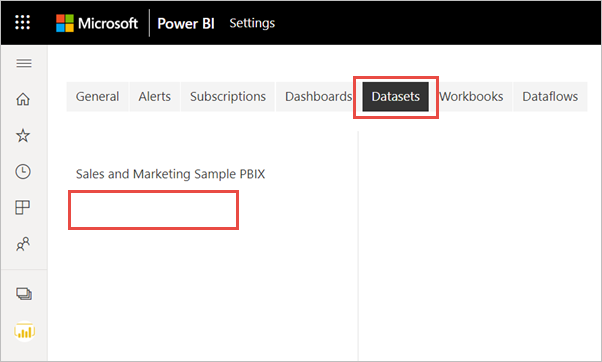 Microsoft Power BI Settings
General Alerts Subscriptions Dashboards Datasets Workbooks Dataflows
Sales and Marketing Sample PBIX